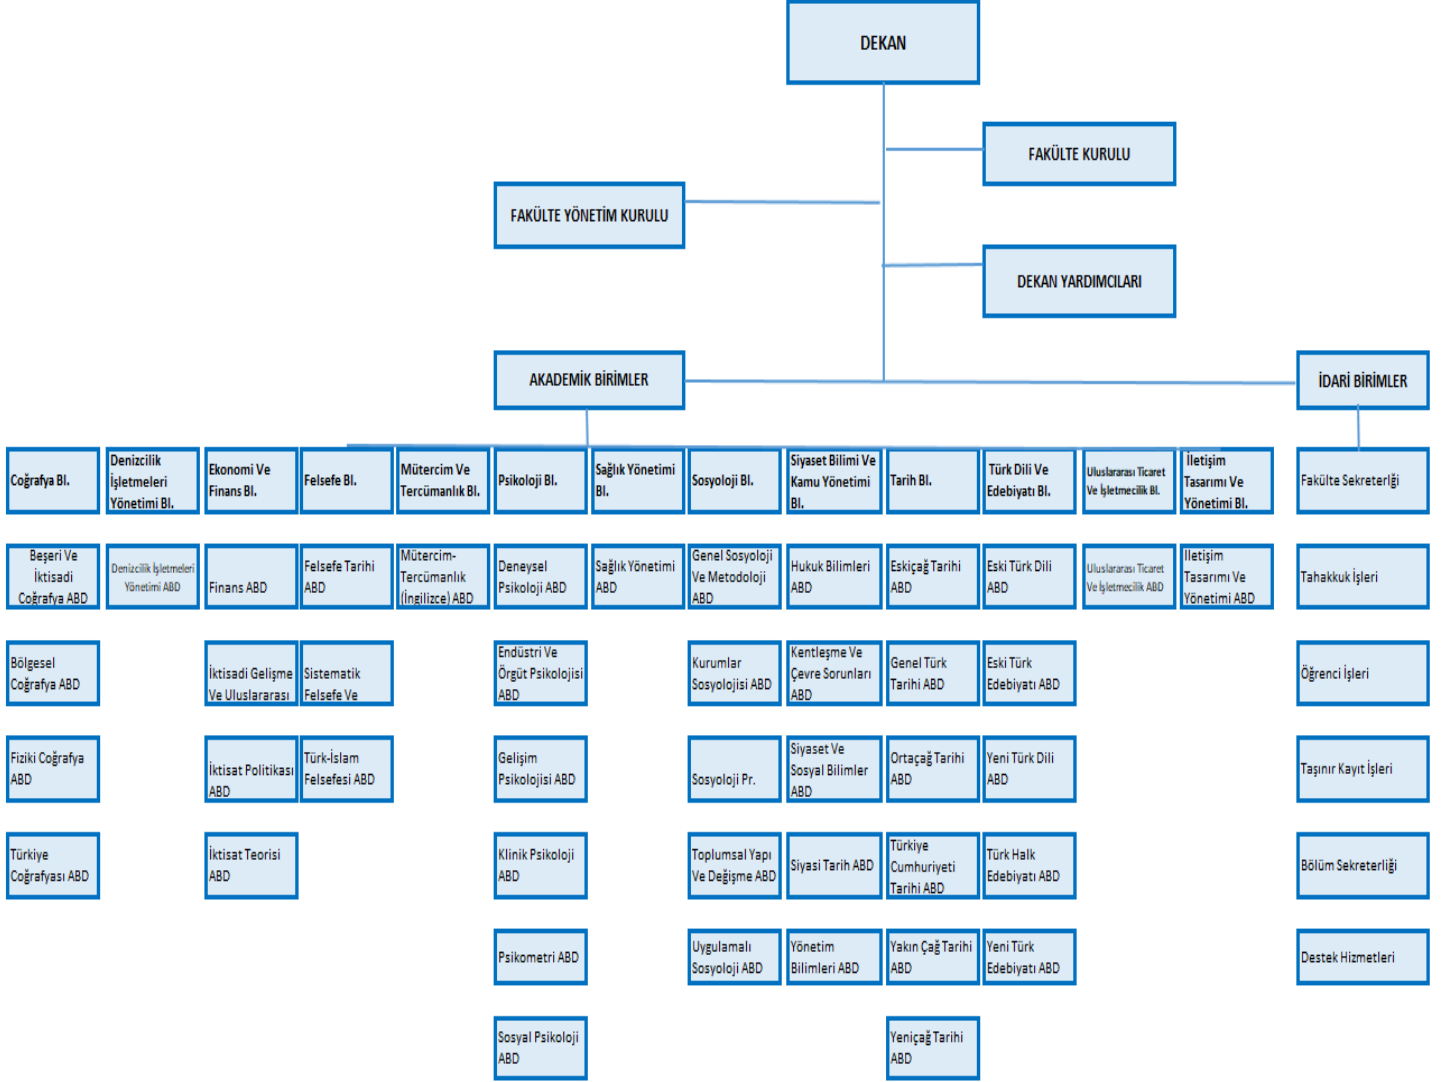 DEKAN
FAKÜLTE KURULU
FAKÜLTE YÖNETİM KURULU
DEKAN YARDIMCILARI
AKADEMİK BİRİMLER
İDARİ BİRİMLER
Coğrafya Bl.
Denizcilik
İşletmeleri
Yönetimi Bl.
Ekonomi Ve
Finans Bl.
Felsefe Bl.
Mütercim Ve
Tercümanlık Bl.
Psikoloji Bl.
Sağlık Yönetimi
Bl.
Sosyoloji Bl.
Siyaset Bilimi Ve
Kamu Yönetimi
Bl.
Tarih Bl.
Türk Dili Ve
Edebiyatı Bl.
Uluslararası Ticaret
Ve İşletmecilik Bl.
İletişim
Tasarımı Ve
Yönetimi Bl.
Fakülte Sekreterlği
Beşeri Ve
İktisadi
Coğrafya ABD
Denizcilik İşletmeleri
Yönetimi ABD
Finans ABD
Felsefe Tarihi
ABD
Mütercim-
Tercümanlık
(İngilizce) ABD
Deneysel
Psikoloji ABD
Sağlık Yönetimi
ABD
Genel Sosyoloji
Ve Metodoloji
ABD
Hukuk Bilimleri
ABD
Eskiçağ Tarihi
ABD
Eski Türk Dili
ABD
Uluslararası Ticaret
Ve İşletmecilik ABD
İletişim
Tasarımı Ve
Yönetimi ABD
Tahakkuk İşleri
Bölgesel
Coğrafya ABD
İktisadi Gelişme
Ve Uluslararası
Sistematik
Felsefe Ve
Endüstri Ve
Örgüt Psikolojisi
ABD
Kurumlar
Sosyolojisi ABD
Kentleşme Ve
Çevre Sorunları
ABD
Genel Türk
Tarihi ABD
Eski Türk
Edebiyatı ABD
Öğrenci İşleri
Fiziki Coğrafya
ABD
İktisat Politikası
ABD
Türk-İslam
Felsefesi ABD
Gelişim
Psikolojisi ABD
Sosyoloji Pr.
Siyaset Ve
Sosyal Bilimler
ABD
Ortaçağ Tarihi
ABD
Yeni Türk Dili
ABD
Taşınır Kayıt İşleri
Türkiye
Coğrafyası ABD
İktisat Teorisi
ABD
Klinik Psikoloji
ABD
Toplumsal Yapı
Ve Değişme ABD
Siyasi Tarih ABD
Türkiye
Cumhuriyeti
Tarihi ABD
Türk Halk
Edebiyatı ABD
Bölüm Sekreterliği
Psikometri ABD
Uygulamalı
Sosyoloji ABD
Yönetim
Bilimleri ABD
Yakın Çağ Tarihi
ABD
Yeni Türk
Edebiyatı ABD
Destek Hizmetleri
Sosyal Psikoloji
ABD
Yeniçağ Tarihi
ABD